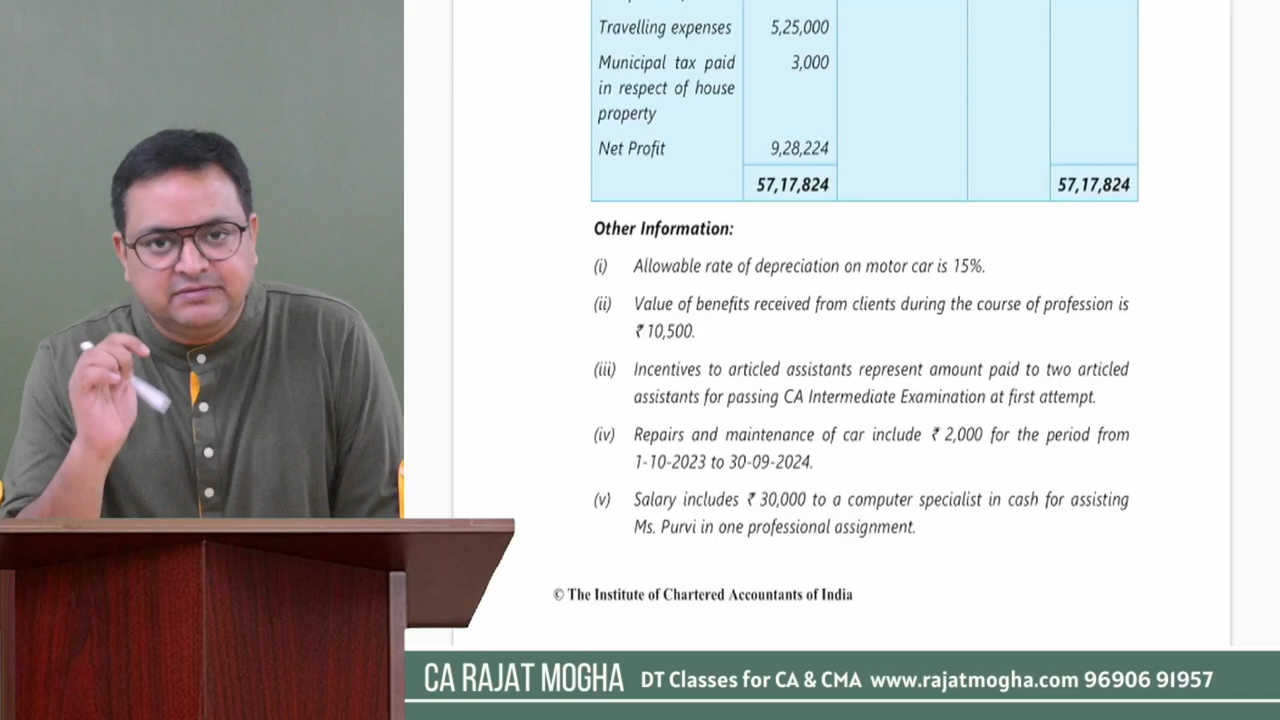 Travelling expenses 5,25,000
Municipal tax paid 3,000
in respect of house
property
Net Profit 9,28,224
57,17,824 57,17,824
Other Information:
(i) Allowable rate of depreciation on motor car is 15%.
(ii) Value of benefits received from clients during the course of profession is
₹ 10,500.
(iii) Incentives to articled assistants represent amount paid to two articled
assistants for passing CA Intermediate Examination at first attempt.
(iv) Repairs and maintenance of car include ₹ 2,000 for the period from
1-10-2023 to 30-09-2024.
(v) Salary includes ₹ 30,000 to a computer specialist in cash for assisting
Ms. Purvi in one professional assignment.
© The Institute of Chartered Accountants of India
CA RAJAT MOGHA DT Classes for CA & CMA www.rajatmogha.com 96906 91957